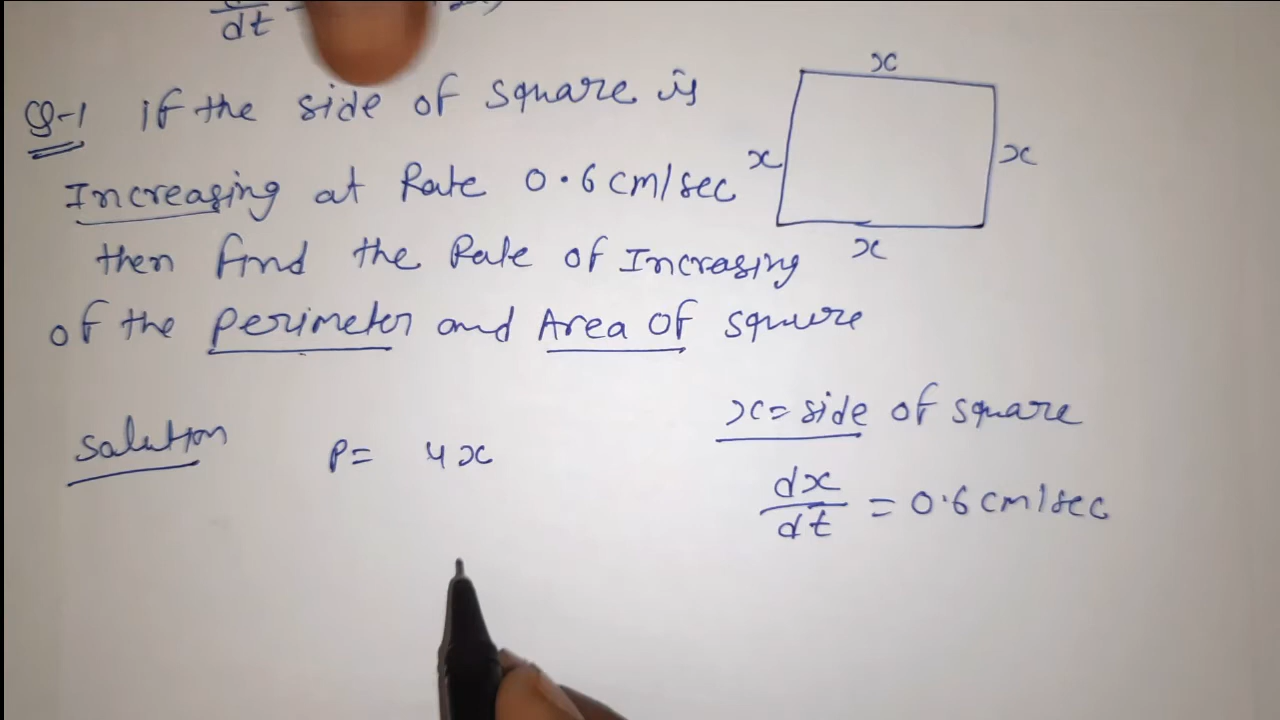 dt
x
Q-1 If the side of square is
x
x
Increasing at Rate 0.6 cm/sec
x
then find the Rate of Increasing
of the perimeter and Area of square
x = side of square
Solution
P = 4x
dx/dt = 0.6 cm/sec